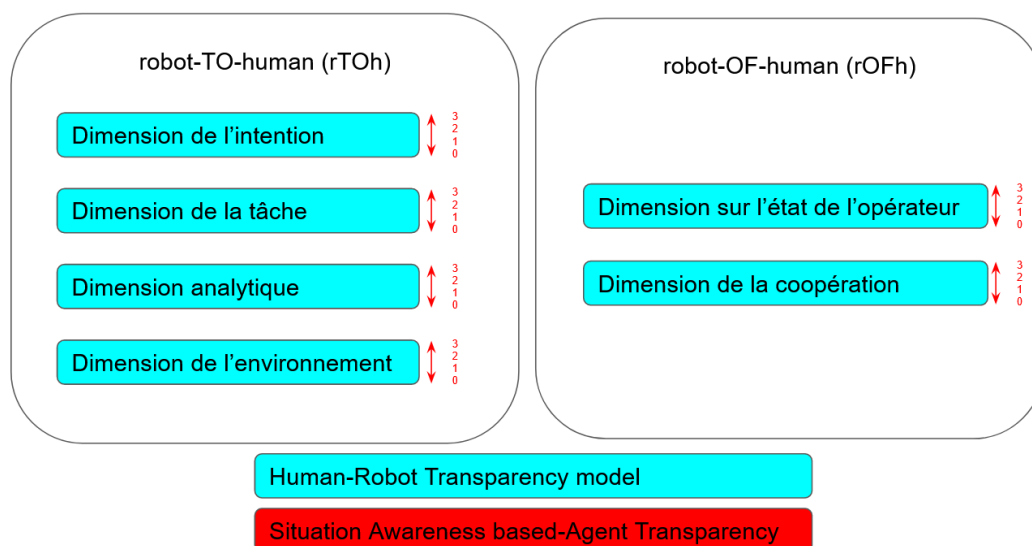 robot-TO-human (rTOh)
Dimension de l'intention
3
2
1
0
Dimension de la tâche
3
2
1
0
Dimension analytique
3
2
1
0
Dimension de l'environnement
3
2
1
0
robot-OF-human (rOFh)
Dimension sur l'état de l'opérateur
3
2
1
0
Dimension de la coopération
3
2
1
0
Human-Robot Transparency model
Situation Awareness based-Agent Transparency